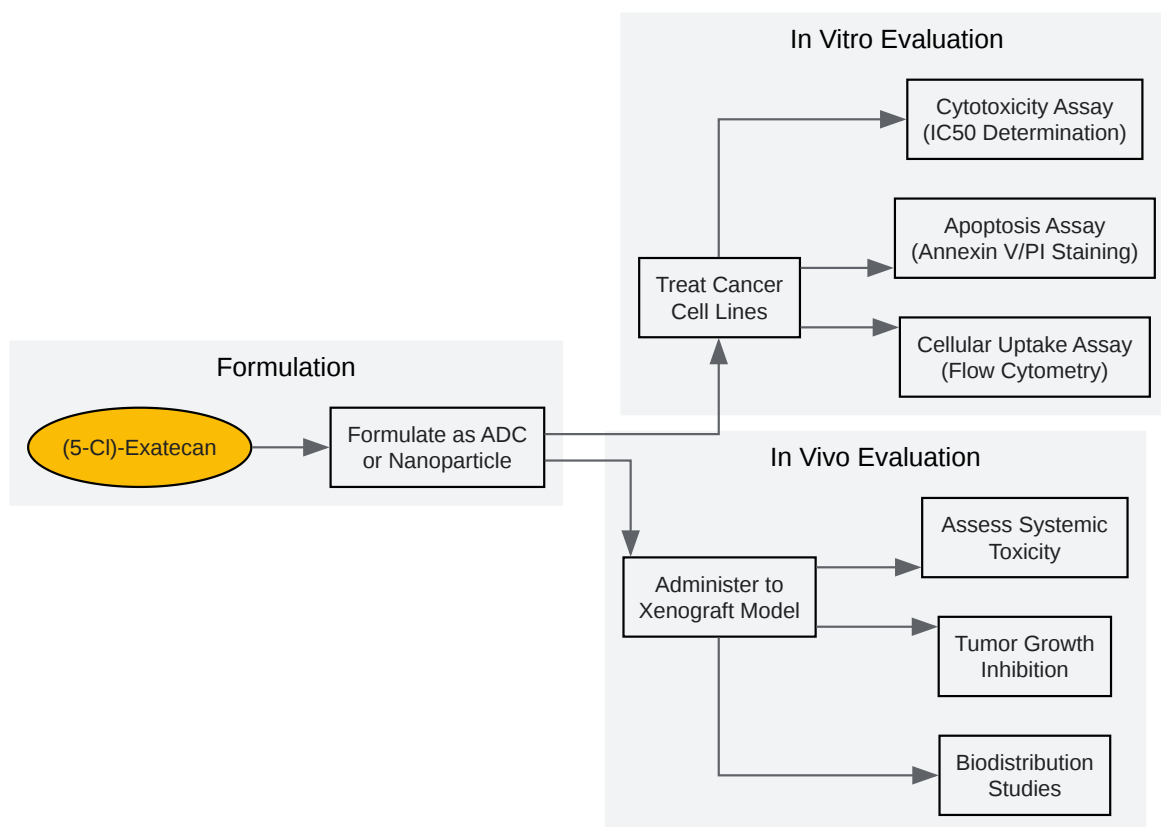 In Vitro Evaluation
Cytotoxicity Assay
(IC50 Determination)
Apoptosis Assay
(Annexin V/PI Staining)
Treat Cancer
Cell Lines
Cellular Uptake Assay
(Flow Cytometry)
Formulation
(5-Cl)-Exatecan
Formulate as ADC
or Nanoparticle
In Vivo Evaluation
Assess Systemic
Toxicity
Administer to
Xenograft Model
Tumor Growth
Inhibition
Biodistribution
Studies